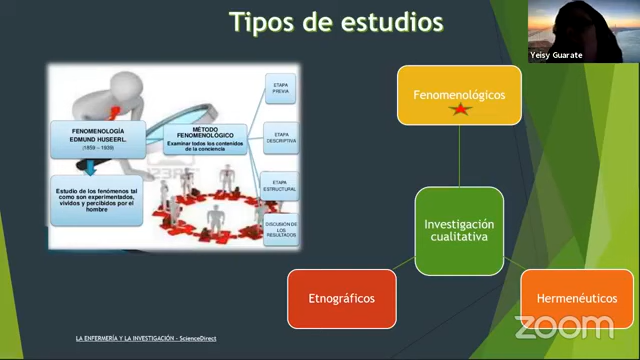 Tipos de estudios
Yeisy Guarate
FENOMENOLOGÍA
EDMUND HUSEERL.
(1859 – 1939)
Estudio de los fenómenos tal
como son experimentados,
vividos y percibidos por el
hombre
MÉTODO
FENOMENOLÓGICO
Examinar todos los contenidos
de la conciencia
ETAPA
PREVIA
ETAPA
DESCRIPTIVA
ETAPA
ESTRUCTURAL
DISCUSIÓN DE
LOS
RESULTADOS
Fenomenológicos
Investigación
cualitativa
Etnográficos
Hermenéuticos
LA ENFERMERÍA Y LA INVESTIGACIÓN - ScienceDirect
zoom